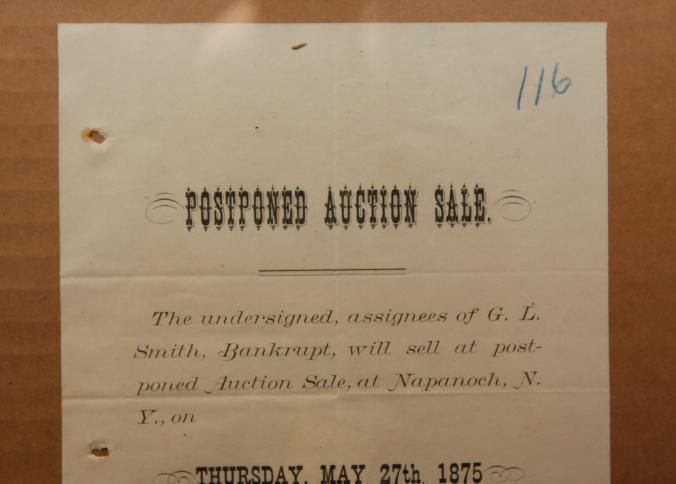 116
POSTPONED AUCTION SALE.
The undersigned, assignees of G. L.
Smith, Bankrupt, will sell at post-
poned Auction Sale, at Napanoch, N.
Y., on
THURSDAY, MAY 27th, 1875